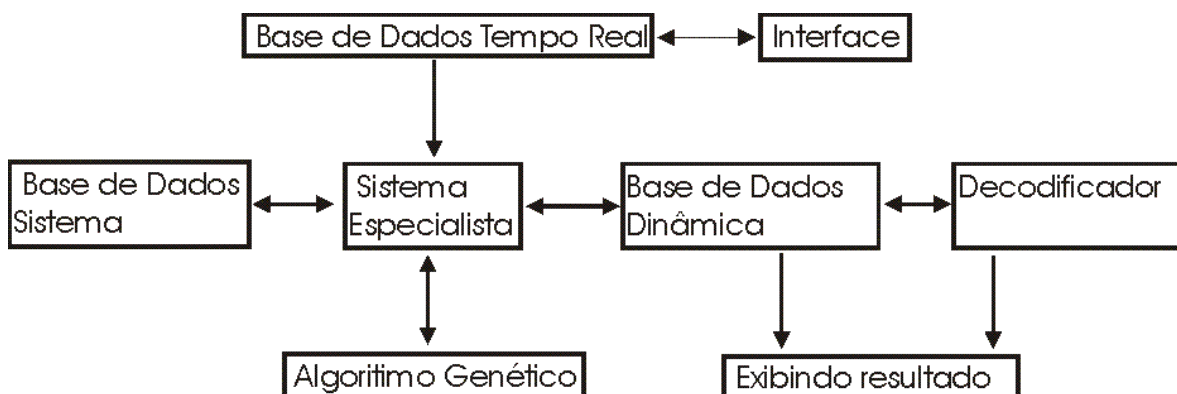 Base de Dados Tempo Real
Interface
Base de Dados
Sistema
Sistema
Especialista
Base de Dados
Dinâmica
Decodificador
Algoritimo Genético
Exibindo resultado